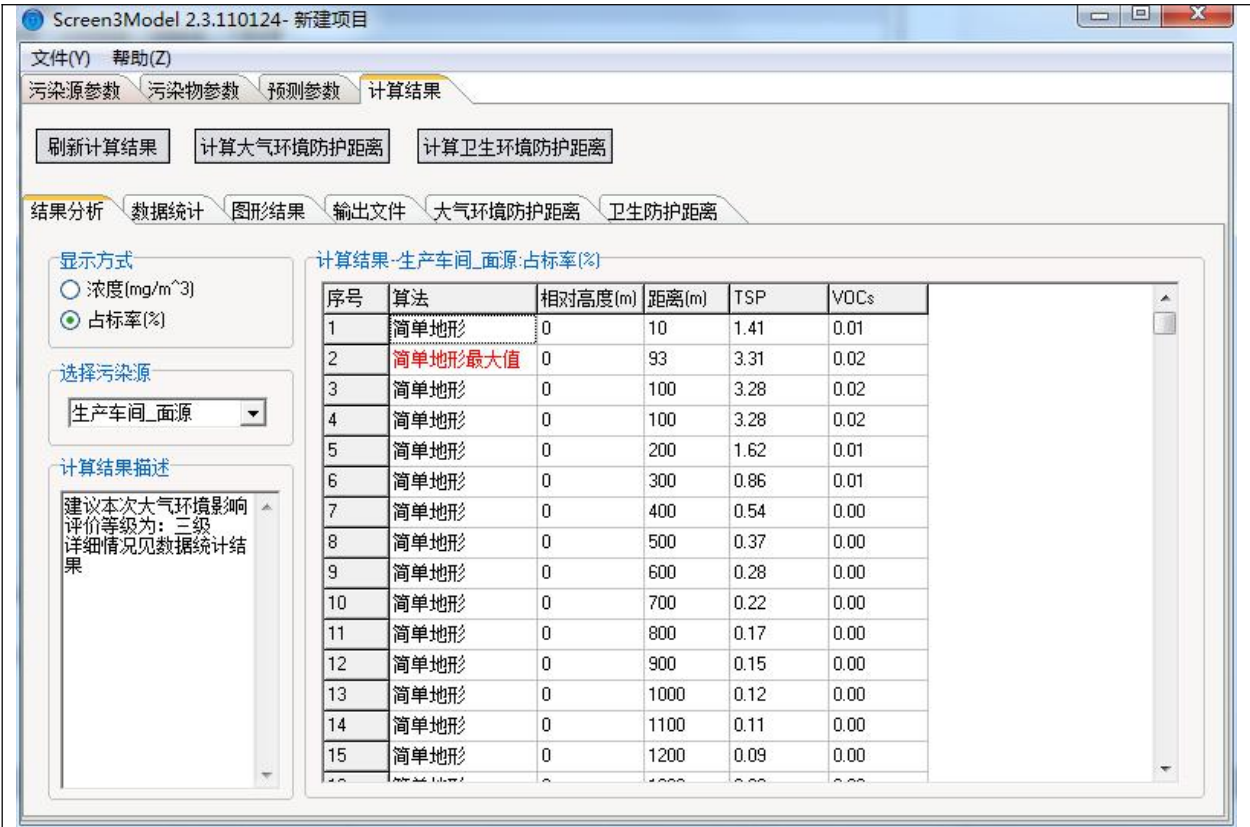 Screen3Model 2.3.110124- 新建项目
文件(Y) 帮助(Z)
污染源参数 污染物参数 预测参数 计算结果
刷新计算结果 计算大气环境防护距离 计算卫生环境防护距离
结果分析 数据统计 图形结果 输出文件 大气环境防护距离 卫生防护距离
显示方式
浓度(mg/m^3)
占标率(%)
选择污染源
生产车间_面源
计算结果描述
建议本次大气环境影响
评价等级为: 三级
详细情况见数据统计结
果
计算结果-生产车间_面源:占标率(%)
序号 算法 相对高度(m) 距离(m) TSP VOCs
1 简单地形 0 10 1.41 0.01
2 简单地形最大值 0 93 3.31 0.02
3 简单地形 0 100 3.28 0.02
4 简单地形 0 100 3.28 0.02
5 简单地形 0 200 1.62 0.01
6 简单地形 0 300 0.86 0.01
7 简单地形 0 400 0.54 0.00
8 简单地形 0 500 0.37 0.00
9 简单地形 0 600 0.28 0.00
10 简单地形 0 700 0.22 0.00
11 简单地形 0 800 0.17 0.00
12 简单地形 0 900 0.15 0.00
13 简单地形 0 1000 0.12 0.00
14 简单地形 0 1100 0.11 0.00
15 简单地形 0 1200 0.09 0.00